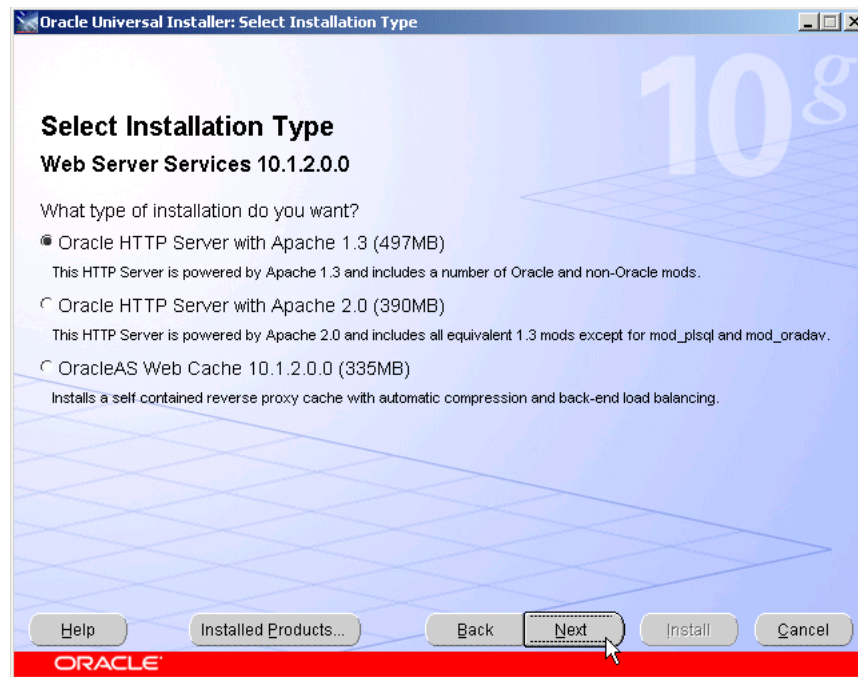 Oracle Universal Installer: Select Installation Type
10g
Select Installation Type
Web Server Services 10.1.2.0.0
What type of installation do you want?
Oracle HTTP Server with Apache 1.3 (497MB)
This HTTP Server is powered by Apache 1.3 and includes a number of Oracle and non-Oracle mods.
Oracle HTTP Server with Apache 2.0 (390MB)
This HTTP Server is powered by Apache 2.0 and includes all equivalent 1.3 mods except for mod_plsql and mod_oradav.
OracleAS Web Cache 10.1.2.0.0 (335MB)
Installs a self contained reverse proxy cache with automatic compression and back-end load balancing.
Help Installed Products... Back Next Install Cancel
ORACLE